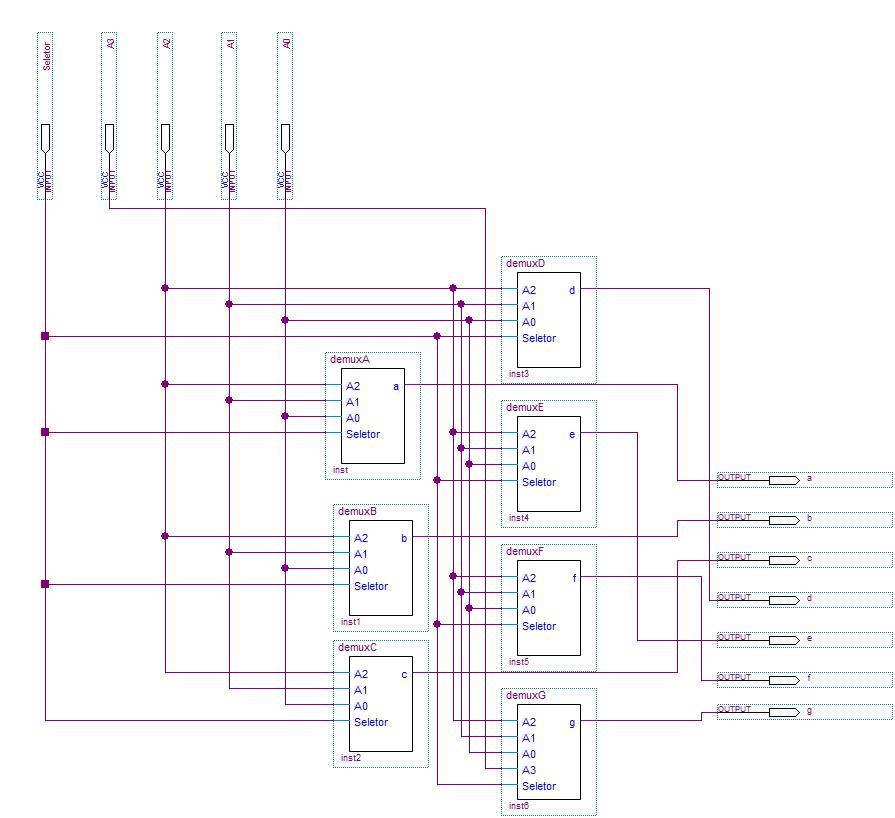 Seletor
A3
A2
A1
A0
VCC
INPUT
VCC
INPUT
VCC
INPUT
VCC
INPUT
VCC
INPUT
demuxD
A2 d
A1
A0
Seletor
inst3
demuxA
A2 a
A1
A0
Seletor
inst
demuxE
A2 e
A1
A0
Seletor
inst4
demuxB
A2 b
A1
A0
Seletor
inst1
demuxF
A2 f
A1
A0
Seletor
inst5
demuxC
A2 c
A1
A0
Seletor
inst2
demuxG
A2 g
A1
A0
A3
Seletor
inst6
OUTPUT a
OUTPUT b
OUTPUT c
OUTPUT d
OUTPUT e
OUTPUT f
OUTPUT g